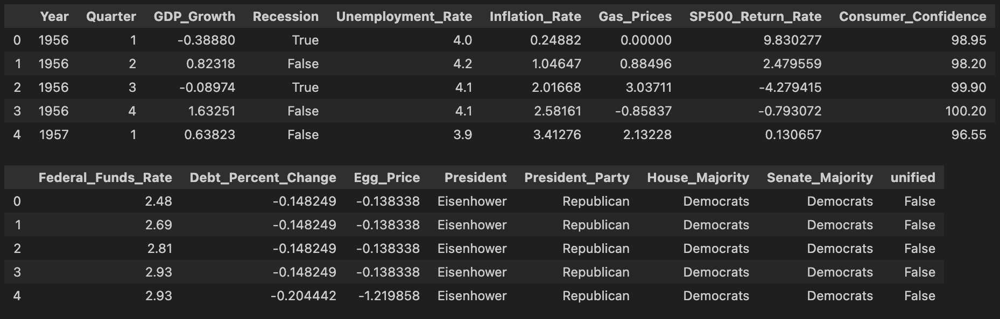 Year Quarter GDP_Growth Recession Unemployment_Rate Inflation_Rate Gas_Prices SP500_Return_Rate Consumer_Confidence
0 1956 1 -0.38880 True 4.0 0.24882 0.00000 9.830277 98.95
1 1956 2 0.82318 False 4.2 1.04647 0.88496 2.479559 98.20
2 1956 3 -0.08974 True 4.1 2.01668 3.03711 -4.279415 99.90
3 1956 4 1.63251 False 4.1 2.58161 -0.85837 -0.793072 100.20
4 1957 1 0.63823 False 3.9 3.41276 2.13228 0.130657 96.55
Federal_Funds_Rate Debt_Percent_Change Egg_Price President President_Party House_Majority Senate_Majority unified
0 2.48 -0.148249 -0.138338 Eisenhower Republican Democrats Democrats False
1 2.69 -0.148249 -0.138338 Eisenhower Republican Democrats Democrats False
2 2.81 -0.148249 -0.138338 Eisenhower Republican Democrats Democrats False
3 2.93 -0.148249 -0.138338 Eisenhower Republican Democrats Democrats False
4 2.93 -0.204442 -1.219858 Eisenhower Republican Democrats Democrats False